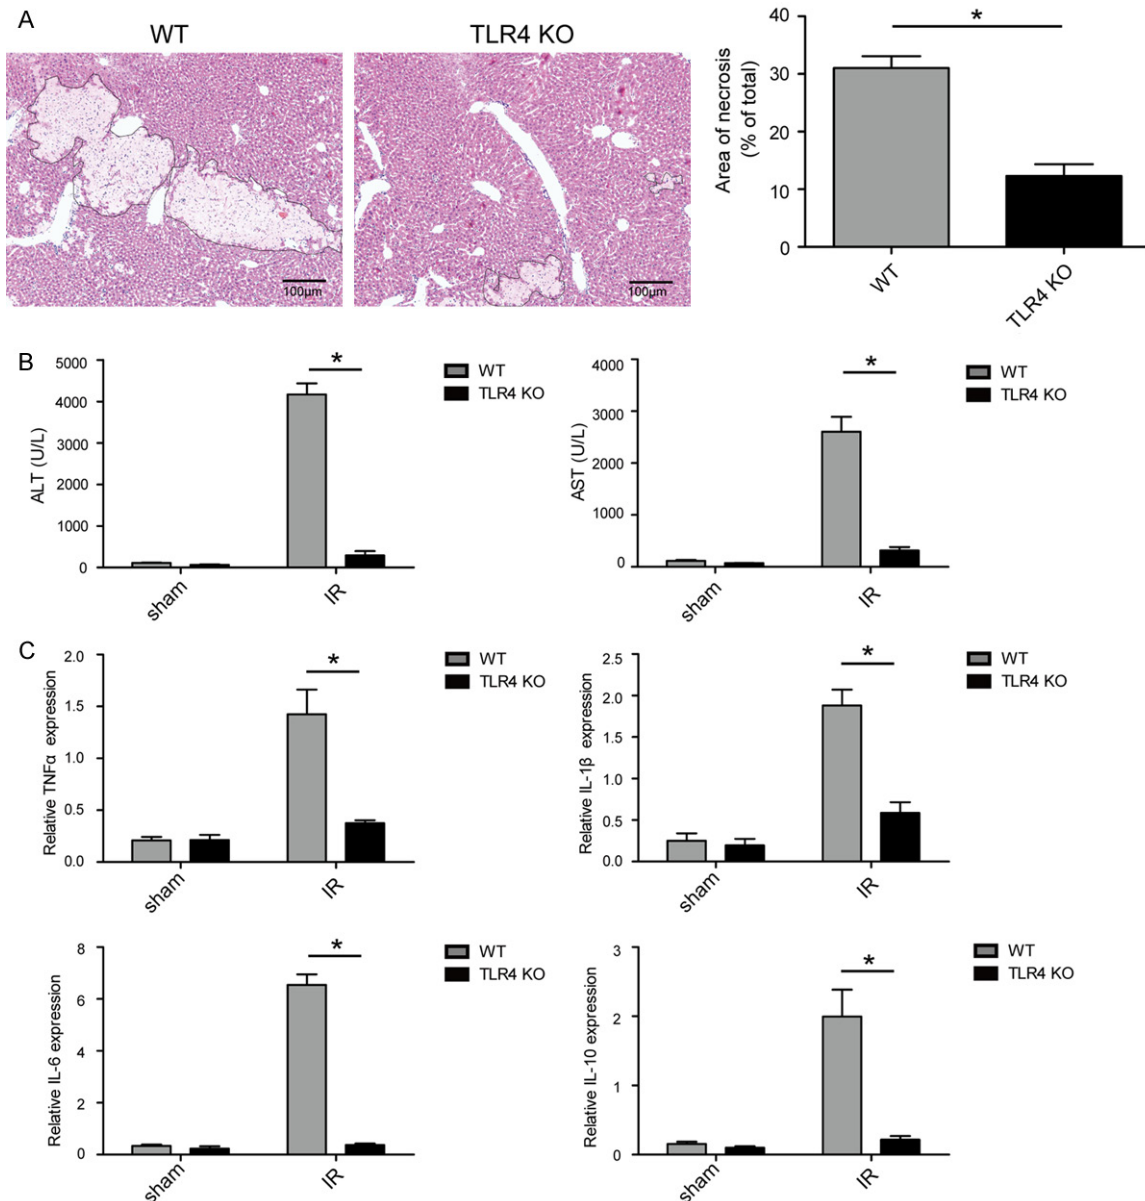 A
WT
TLR4 KO
100μm
100μm
Area of necrosis
(% of total)
40
30
20
10
0
*
WT
TLR4 KO
B
ALT (U/L)
5000
4000
3000
2000
1000
0
*
sham
IR
WT
TLR4 KO
AST (U/L)
4000
3000
2000
1000
0
*
sham
IR
WT
TLR4 KO
C
Relative TNFα expression
2.0
1.5
1.0
0.5
0.0
*
sham
IR
WT
TLR4 KO
Relative IL-1β expression
2.5
2.0
1.5
1.0
0.5
0.0
*
sham
IR
WT
TLR4 KO
Relative IL-6 expression
8
6
4
2
0
*
sham
IR
WT
TLR4 KO
Relative IL-10 expression
3
2
1
0
*
sham
IR
WT
TLR4 KO